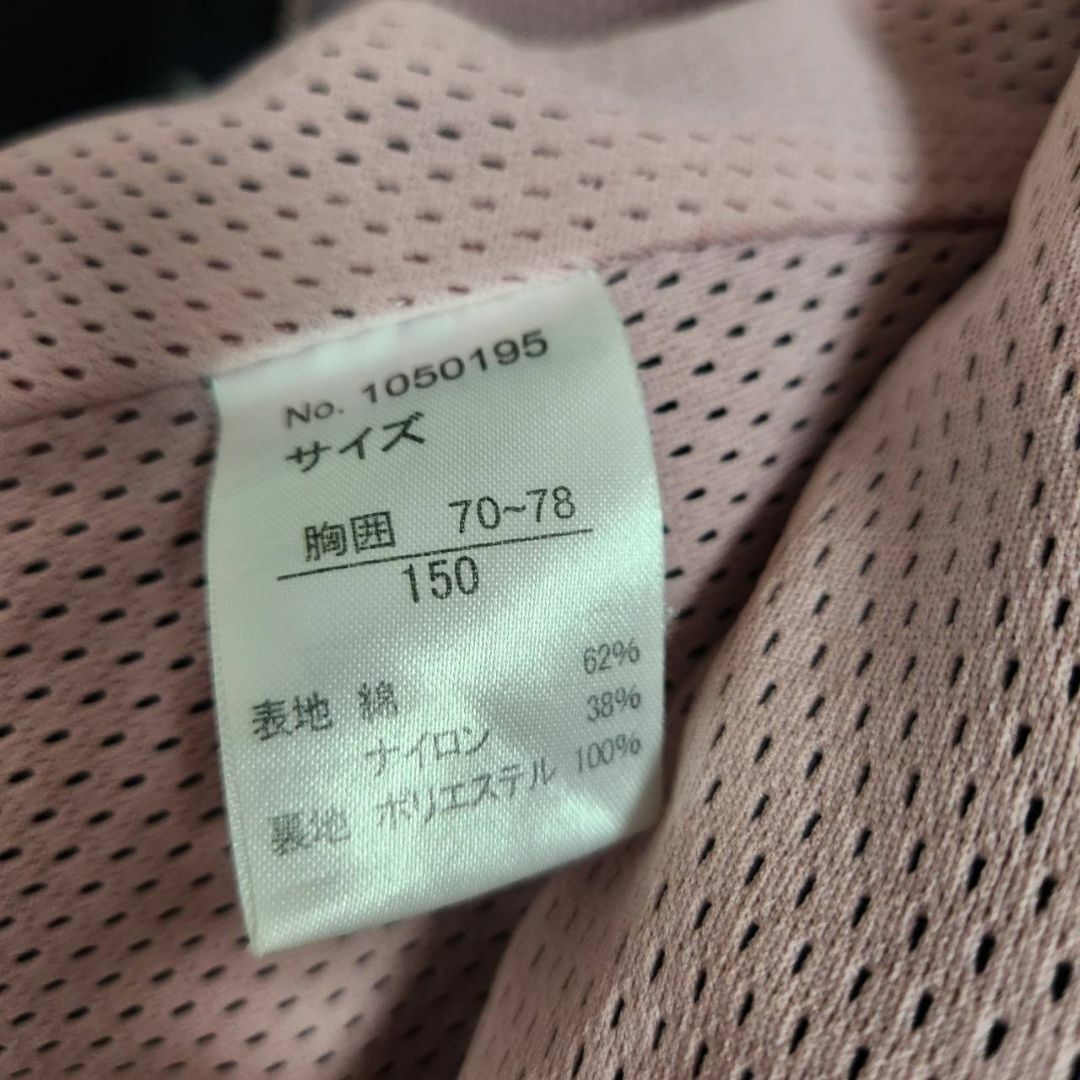 No. 1050195
サイズ
胸囲 70~78
150
表地 綿 62%
ナイロン 38%
裏地 ポリエステル 100%